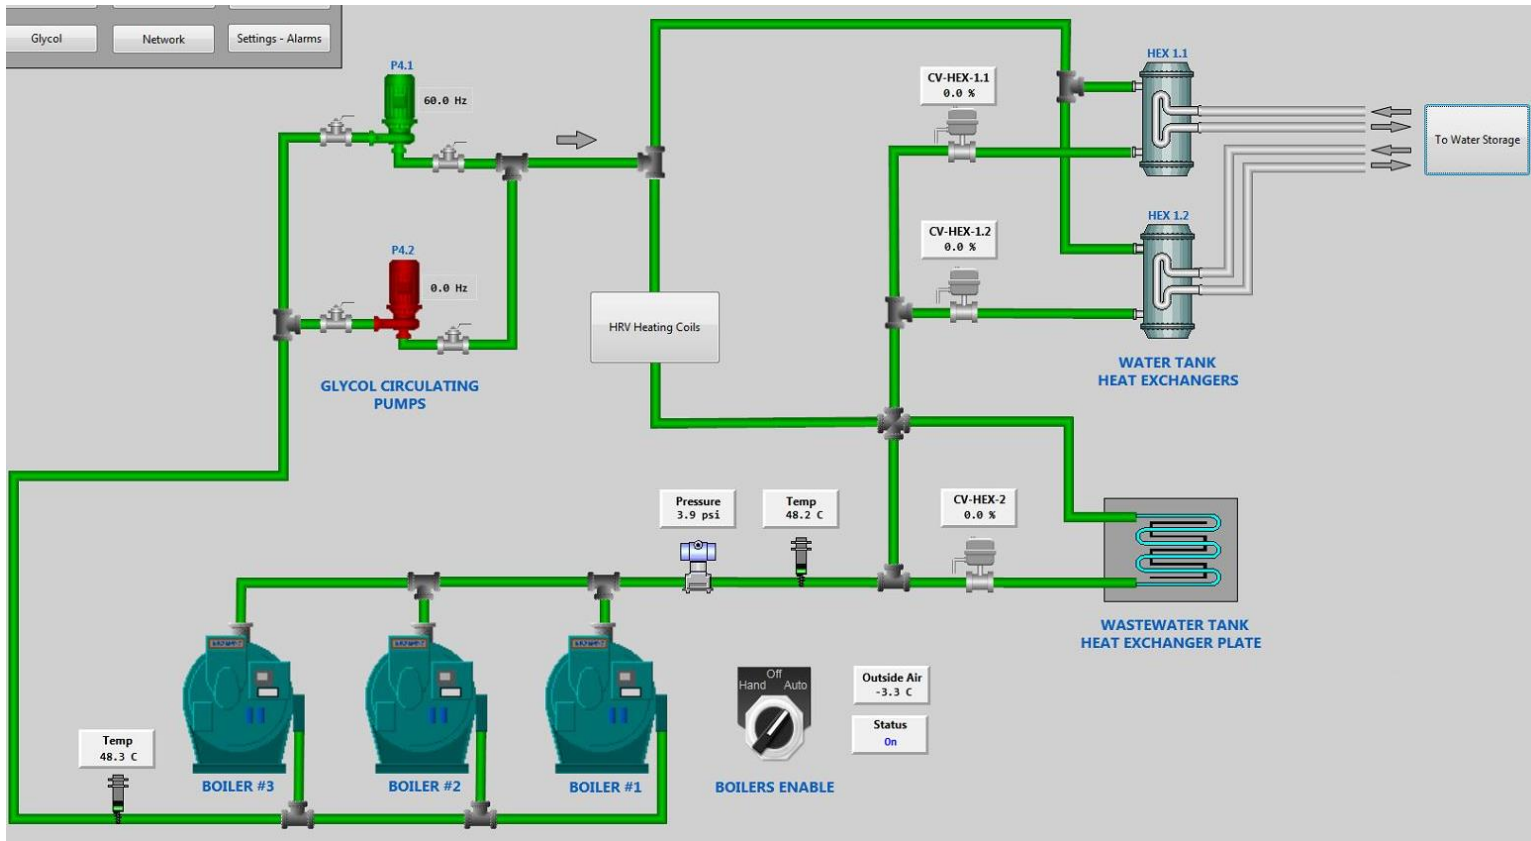 Glycol
Network
Settings - Alarms
P4.1
60.0 Hz
P4.2
0.0 Hz
GLYCOL CIRCULATING
PUMPS
HRV Heating Coils
CV-HEX-1.1
0.0 %
CV-HEX-1.2
0.0 %
HEX 1.1
HEX 1.2
To Water Storage
WATER TANK
HEAT EXCHANGERS
Pressure
3.9 psi
Temp
48.2 C
CV-HEX-2
0.0 %
WASTEWATER TANK
HEAT EXCHANGER PLATE
Temp
48.3 C
BOILER #3
BOILER #2
BOILER #1
Off
Hand
Auto
BOILERS ENABLE
Outside Air
-3.3 C
Status
On